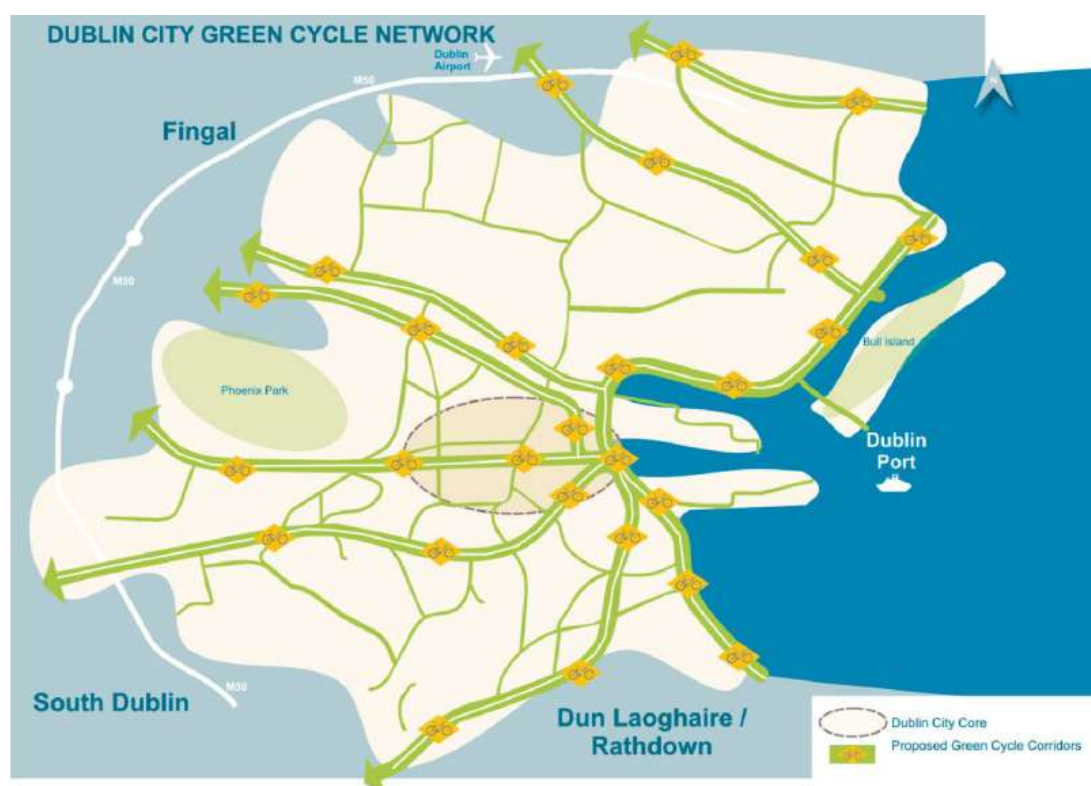 DUBLIN CITY GREEN CYCLE NETWORK
Dublin
Airport
N
M50
Fingal
M50
Phoenix Park
Bull Island
Dublin
Port
M50
South Dublin
Dun Laoghaire /
Rathdown
Dublin City Core
Proposed Green Cycle Corridors